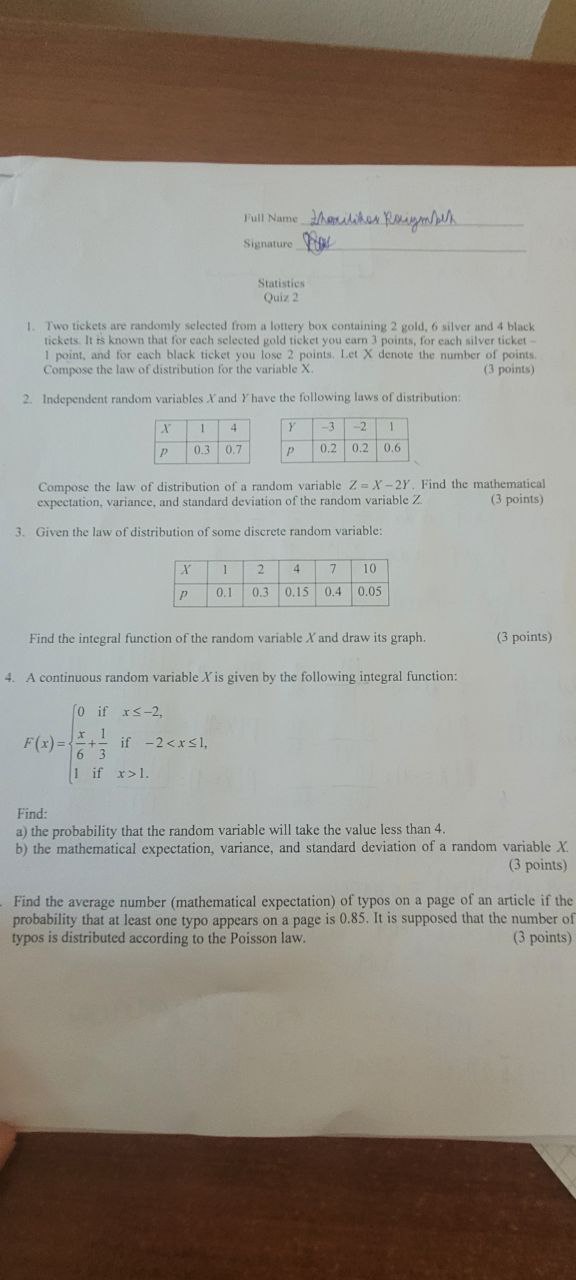 Full Name
Signature
Statistics
Quiz 2
1. Two tickets are randomly selected from a lottery box containing 2 gold, 6 silver and 4 black
tickets. It is known that for each selected gold ticket you earn 3 points, for each silver ticket –
1 point, and for each black ticket you lose 2 points. Let X denote the number of points.
Compose the law of distribution for the variable X. (3 points)
2. Independent random variables X and Y have the following laws of distribution:
X 1 4 Y −3 −2 1
p 0.3 0.7 p 0.2 0.2 0.6
Compose the law of distribution of a random variable Z = X − 2Y. Find the mathematical
expectation, variance, and standard deviation of the random variable Z. (3 points)
3. Given the law of distribution of some discrete random variable:
X 1 2 4 7 10
p 0.1 0.3 0.15 0.4 0.05
Find the integral function of the random variable X and draw its graph. (3 points)
4. A continuous random variable X is given by the following integral function:
0 if x ≤ −2,
F(x) = { x/6 + 1/3 if −2 < x ≤ 1,
1 if x > 1.
Find:
a) the probability that the random variable will take the value less than 4.
b) the mathematical expectation, variance, and standard deviation of a random variable X.
(3 points)
. Find the average number (mathematical expectation) of typos on a page of an article if the
probability that at least one typo appears on a page is 0.85. It is supposed that the number of
typos is distributed according to the Poisson law. (3 points)